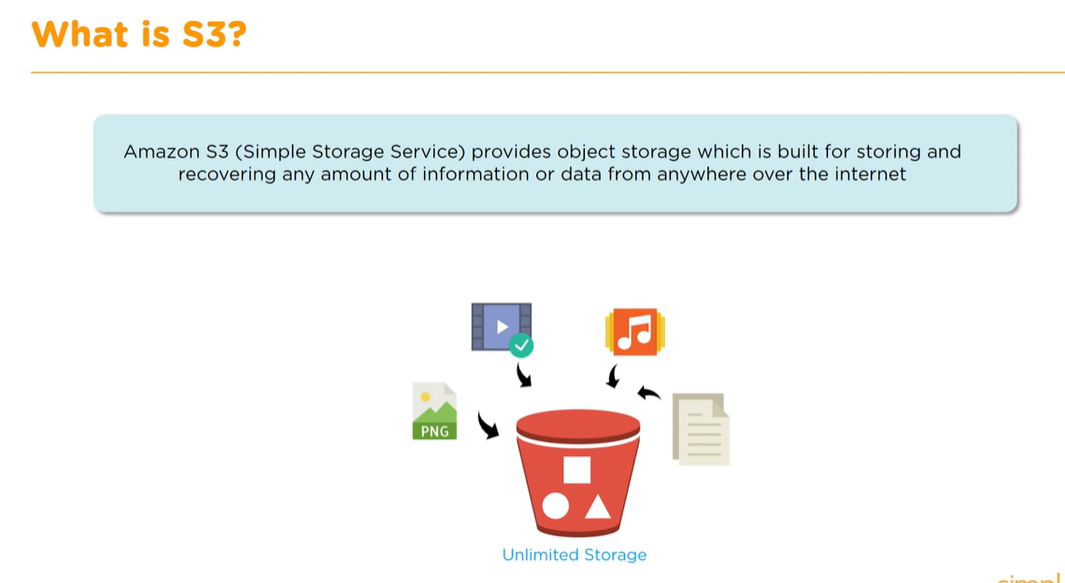 What is S3?
Amazon S3 (Simple Storage Service) provides object storage which is built for storing and
recovering any amount of information or data from anywhere over the internet
PNG
Unlimited Storage